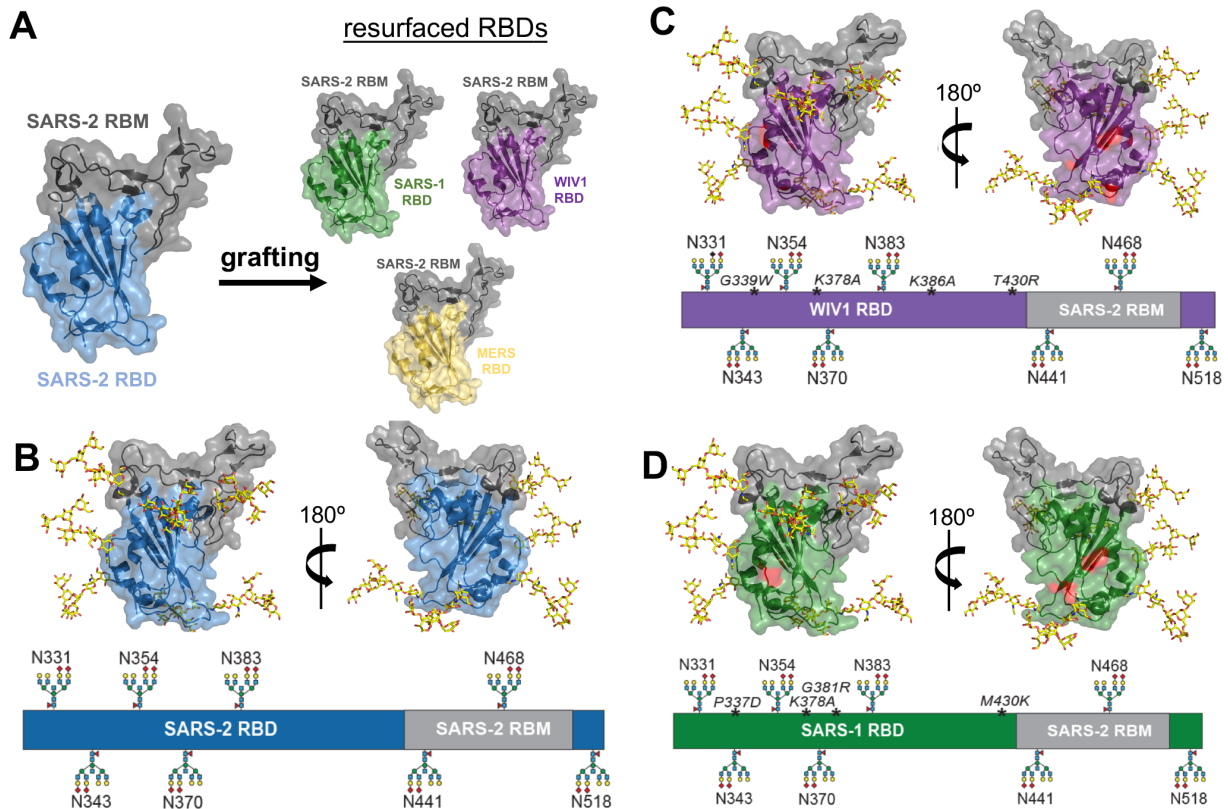 A
resurfaced RBDs
SARS-2 RBM
SARS-2 RBD
grafting
SARS-2 RBM
SARS-1
RBD
SARS-2 RBM
WIV1
RBD
SARS-2 RBM
MERS
RBD
B
180º
N331
N354
N383
N468
SARS-2 RBD
SARS-2 RBM
N343
N370
N441
N518
C
180º
N331
N354
N383
N468
G339W
K378A
K386A
T430R
* * * *
WIV1 RBD
SARS-2 RBM
N343
N370
N441
N518
D
180º
N331
N354
N383
N468
G381R
P337D
K378A
M430K
* * * *
SARS-1 RBD
SARS-2 RBM
N343
N370
N441
N518